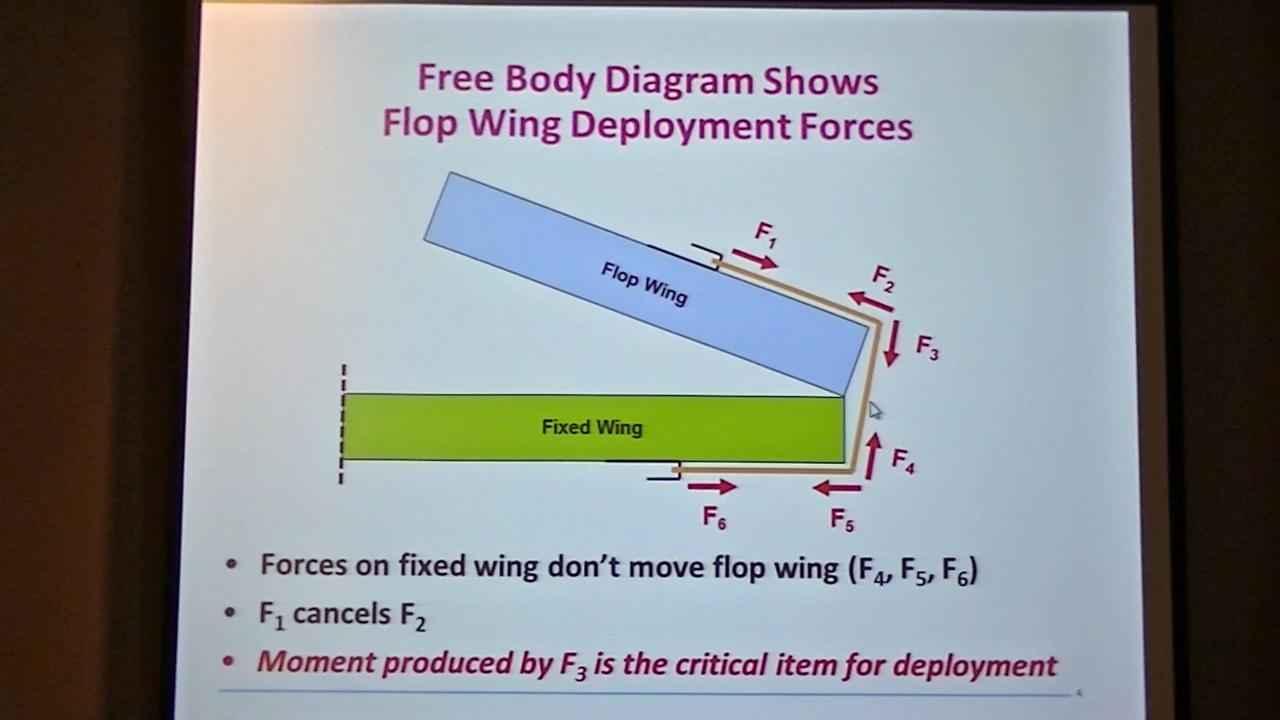 Free Body Diagram Shows
Flop Wing Deployment Forces
F1
F2
Flop Wing
F3
Fixed Wing
F4
F6
F5
• Forces on fixed wing don't move flop wing (F4, F5, F6)
• F1 cancels F2
• Moment produced by F3 is the critical item for deployment
4